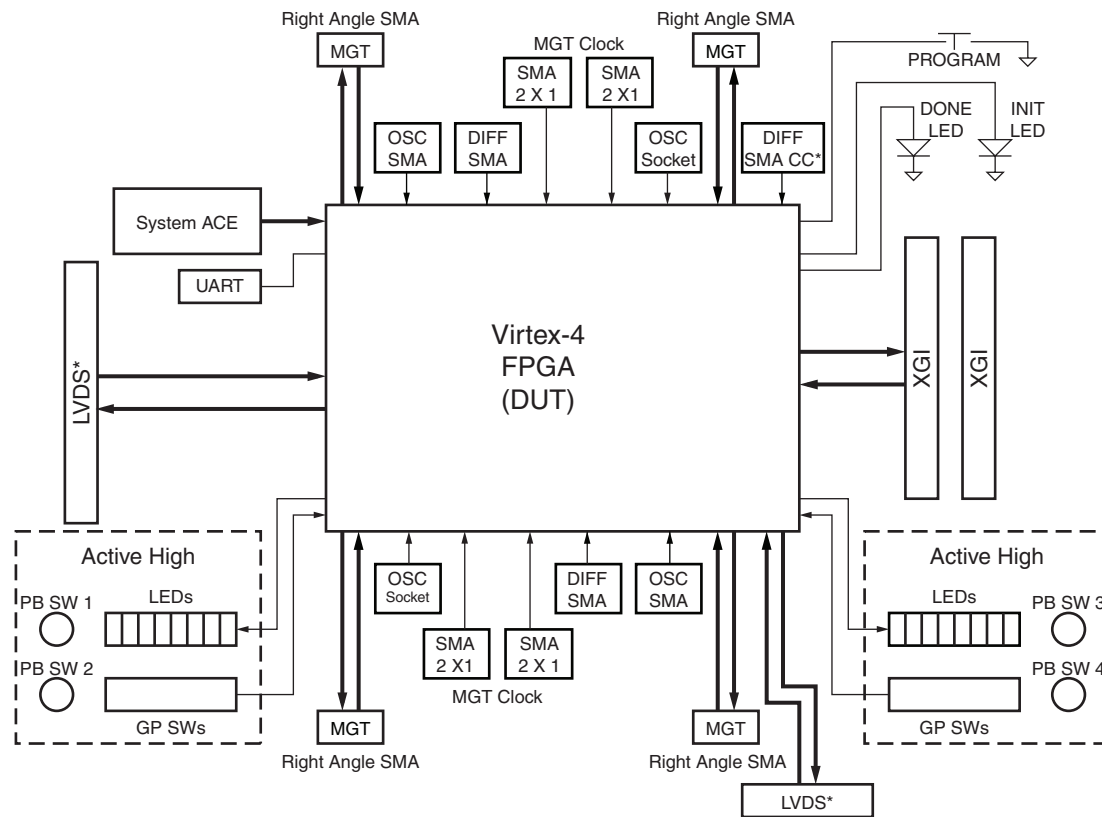 Right Angle SMA
MGT
MGT Clock
SMA
2 X 1
SMA
2 X1
Right Angle SMA
MGT
PROGRAM
DONE
LED
INIT
LED
OSC
SMA
DIFF
SMA
OSC
Socket
DIFF
SMA CC*
System ACE
UART
LVDS*
Virtex-4
FPGA
(DUT)
XGI
XGI
Active High
LEDs
PB SW 1
PB SW 2
GP SWs
OSC
Socket
SMA
2 X1
SMA
2 X 1
MGT Clock
DIFF
SMA
OSC
SMA
Active High
LEDs
PB SW 3
PB SW 4
GP SWs
MGT
Right Angle SMA
MGT
Right Angle SMA
LVDS*